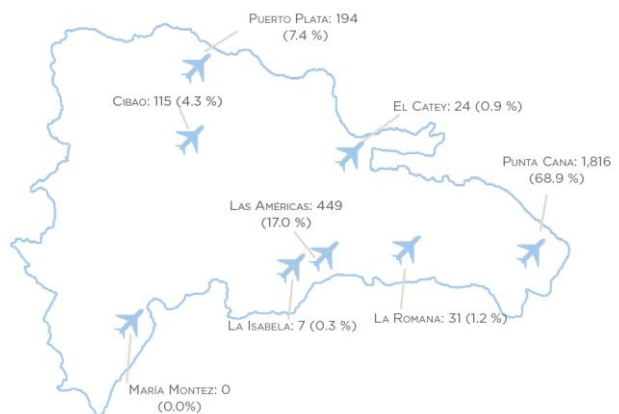 PUERTO PLATA: 194
(7.4 %)
CIBAO: 115 (4.3 %)
EL CATEY: 24 (0.9 %)
PUNTA CANA: 1,816
(68.9 %)
LAS AMÉRICAS: 449
(17.0 %)
LA ISABELA: 7 (0.3 %)
LA ROMANA: 31 (1.2 %)
MARÍA MONTEZ: 0
(0.0%)